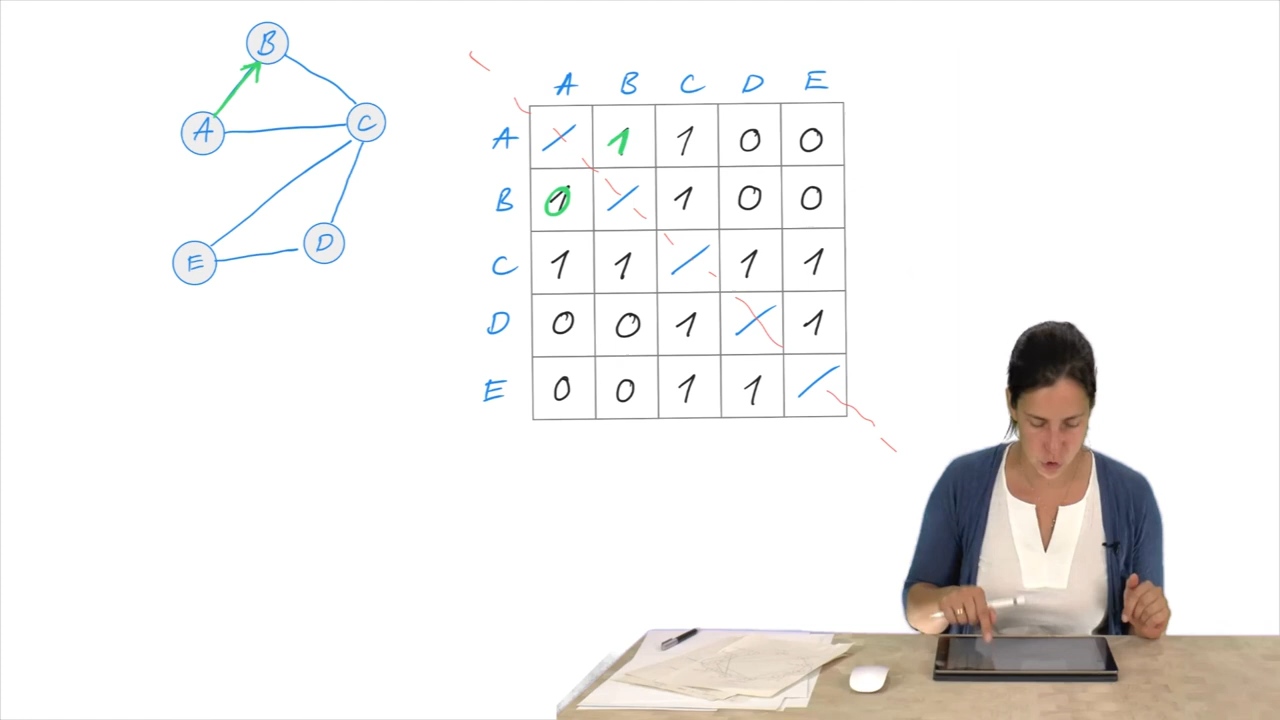 B
A
C
D
E
A B C D E
A / 1 1 0 0
B 0 / 1 0 0
C 1 1 / 1 1
D 0 0 1 / 1
E 0 0 1 1 /